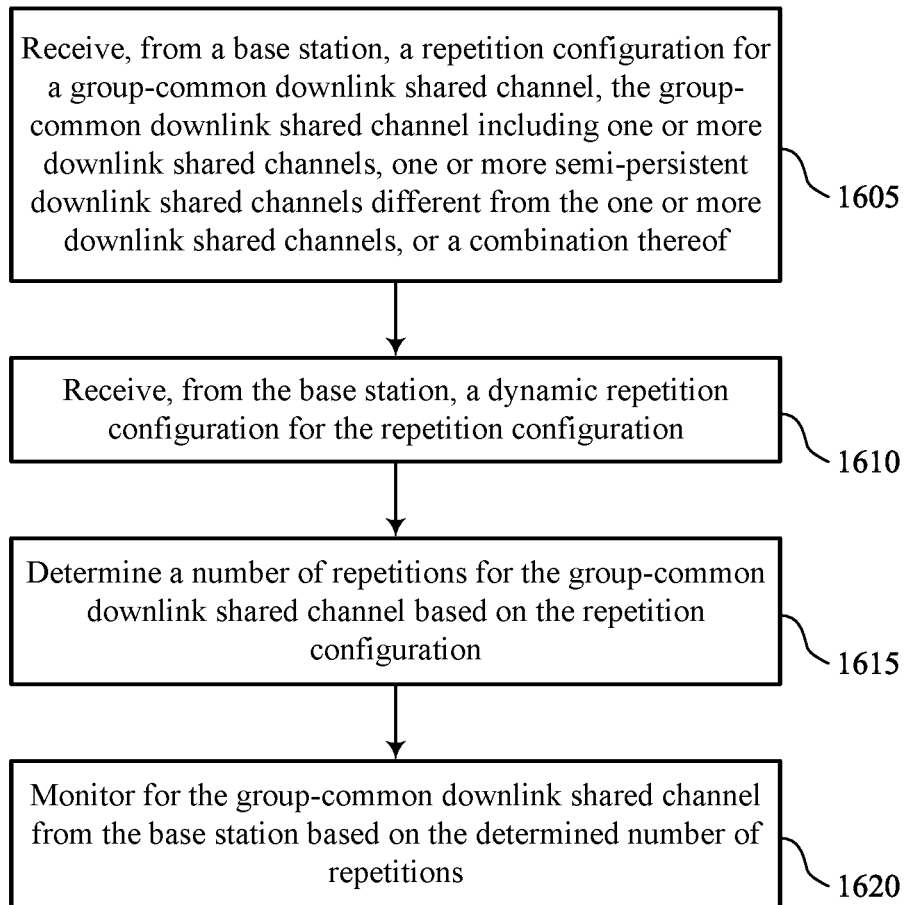 Receive, from a base station, a repetition configuration for
a group-common downlink shared channel, the group-
common downlink shared channel including one or more
downlink shared channels, one or more semi-persistent
downlink shared channels different from the one or more
downlink shared channels, or a combination thereof
1605
Receive, from the base station, a dynamic repetition
configuration for the repetition configuration
1610
Determine a number of repetitions for the group-common
downlink shared channel based on the repetition
configuration
1615
Monitor for the group-common downlink shared channel
from the base station based on the determined number of
repetitions
1620